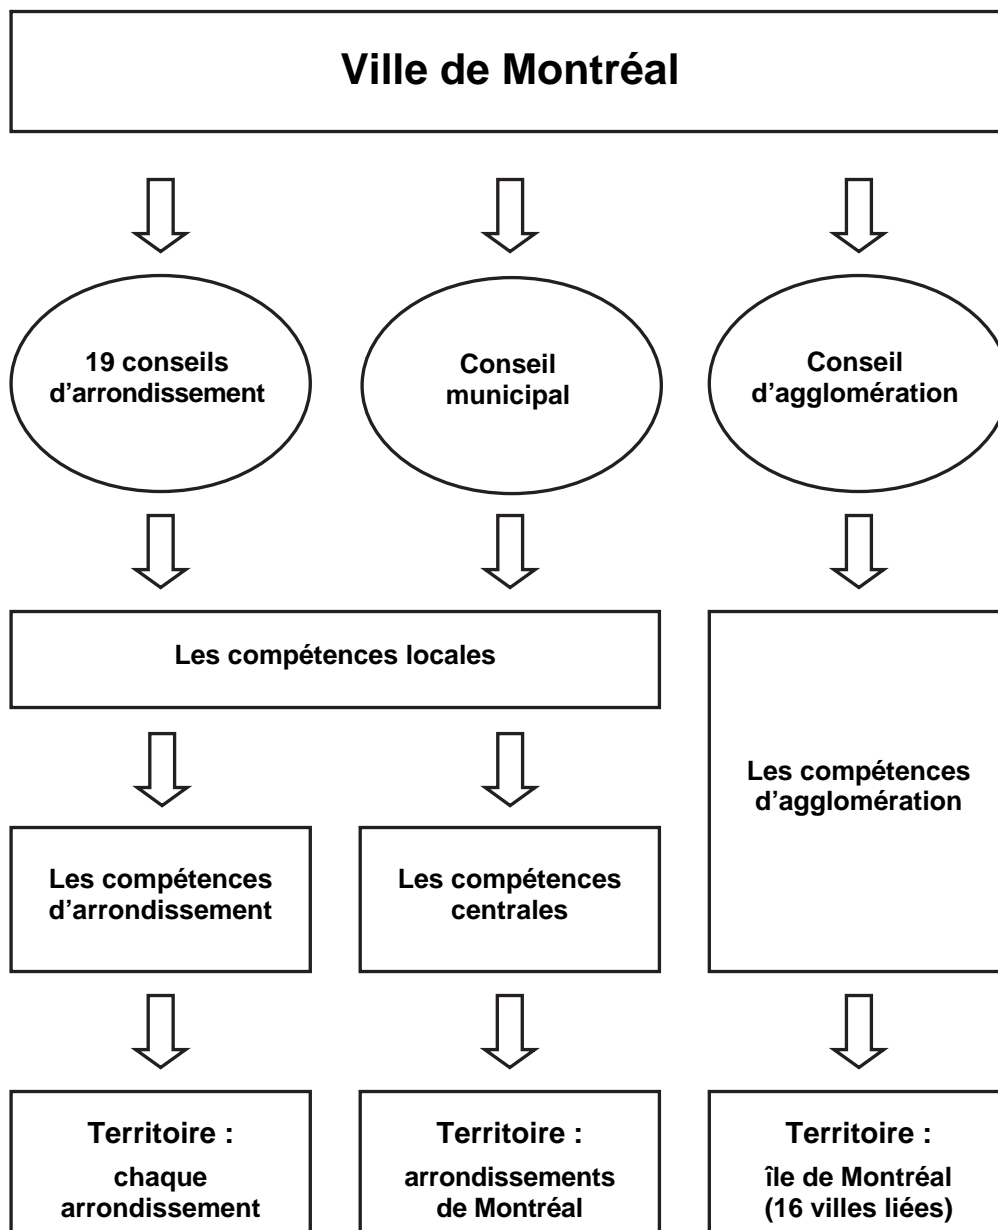 Ville de Montréal
19 conseils
d’arrondissement
Conseil
municipal
Conseil
d’agglomération
Les compétences locales
Les compétences
d’agglomération
Les compétences
d’arrondissement
Les compétences
centrales
Territoire :
chaque
arrondissement
Territoire :
arrondissements
de Montréal
Territoire :
île de Montréal
(16 villes liées)